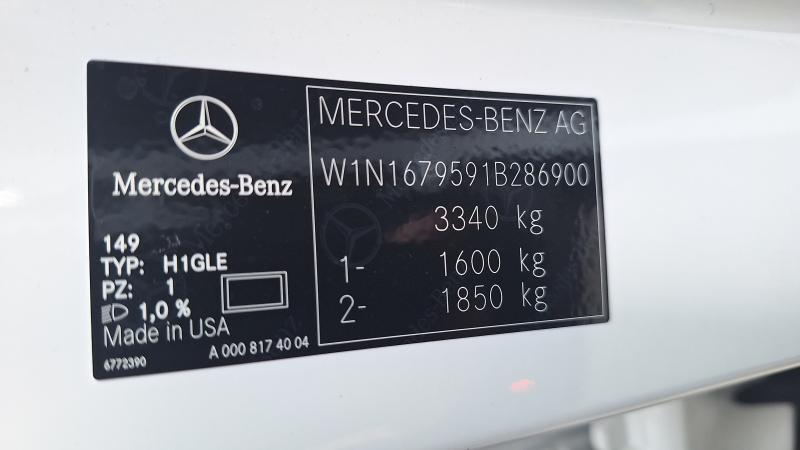 Mercedes-Benz
149
TYP: H1GLE
PZ: 1
1,0 %
Made in USA
6772390
A 000 817 40 04
MERCEDES-BENZ AG
W1N1679591B286900
3340 kg
1- 1600 kg
2- 1850 kg